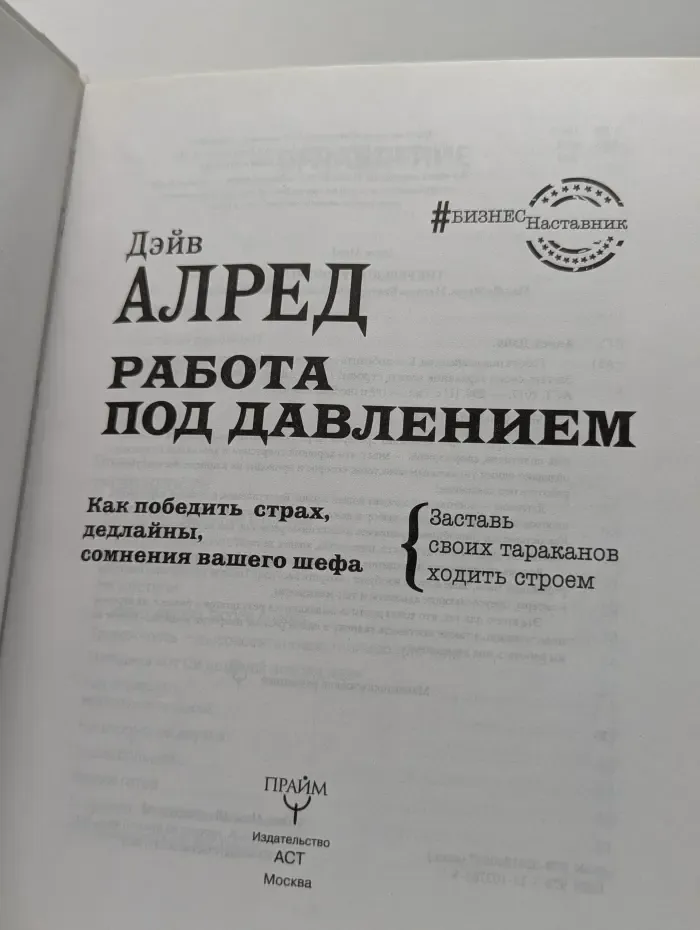 #БИЗНЕС Наставник
Дэйв
АЛРЕД
РАБОТА
ПОД ДАВЛЕНИЕМ
Как победить страх,
дедлайны,
сомнения вашего шефа
Заставь
своих тараканов
ходить строем
ПРАЙМ
Издательство
АСТ
Москва